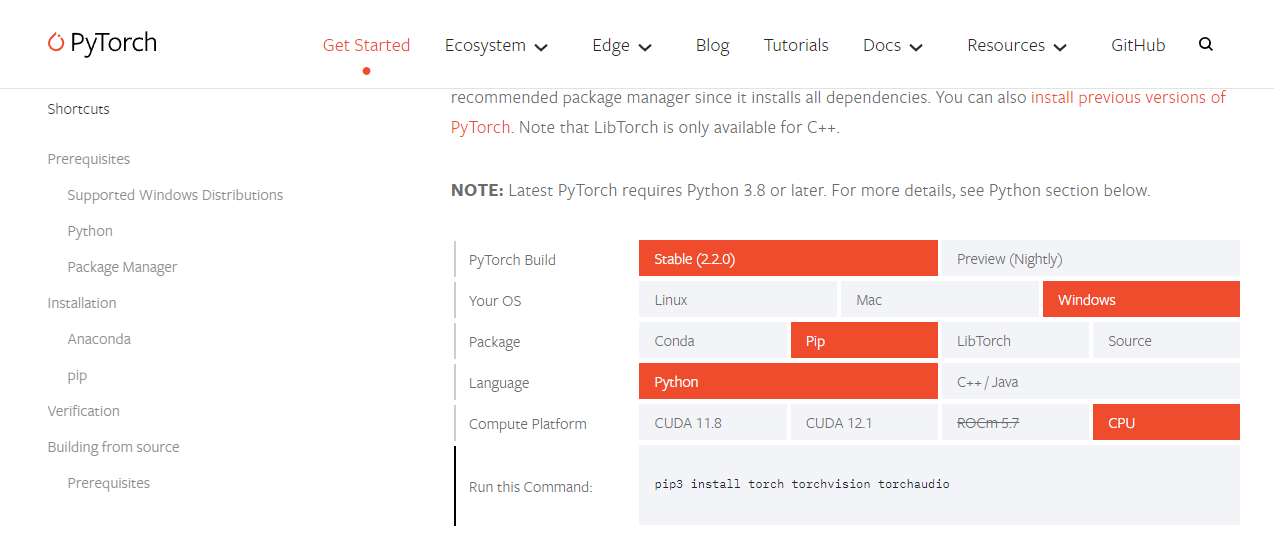 PyTorch
Get Started Ecosystem Edge Blog Tutorials Docs Resources GitHub
Shortcuts
Prerequisites
Supported Windows Distributions
Python
Package Manager
Installation
Anaconda
pip
Verification
Building from source
Prerequisites
recommended package manager since it installs all dependencies. You can also install previous versions of
PyTorch. Note that LibTorch is only available for C++.
NOTE: Latest PyTorch requires Python 3.8 or later. For more details, see Python section below.
PyTorch Build Stable (2.2.0) Preview (Nightly)
Your OS Linux Mac Windows
Package Conda Pip LibTorch Source
Language Python C++ / Java
Compute Platform CUDA 11.8 CUDA 12.1 ROCm 5.7 CPU
Run this Command: pip3 install torch torchvision torchaudio